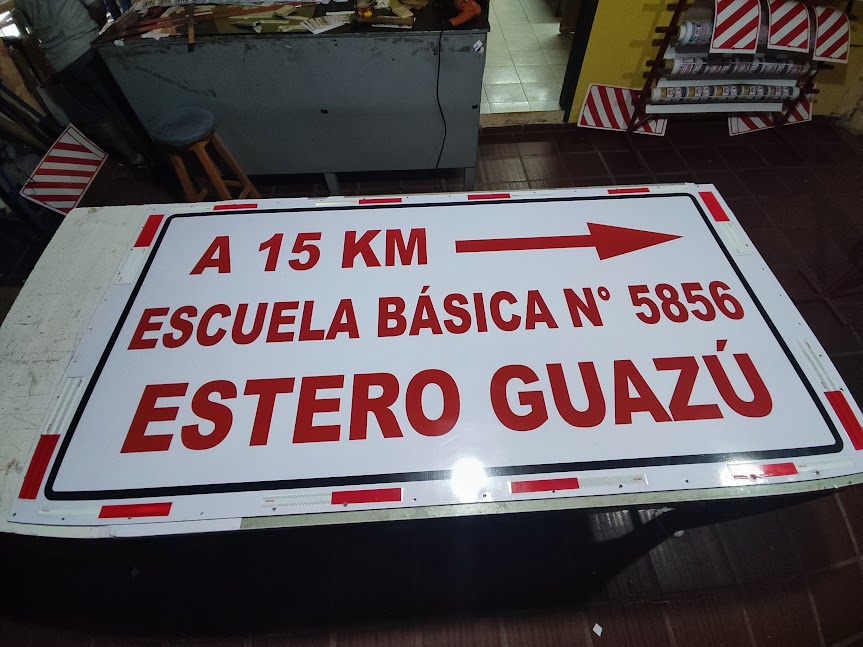 A 15 KM
ESCUELA BÁSICA N° 5856
ESTERO GUAZÚ